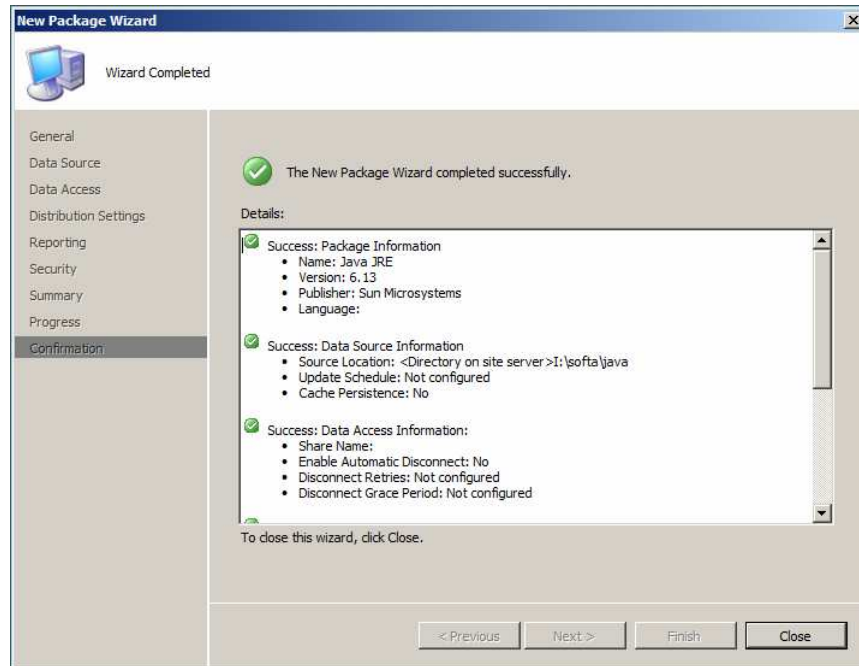 New Package Wizard
Wizard Completed
General
Data Source
Data Access
Distribution Settings
Reporting
Security
Summary
Progress
Confirmation
The New Package Wizard completed successfully.
Details:
Success: Package Information
• Name: Java JRE
• Version: 6.13
• Publisher: Sun Microsystems
• Language:
Success: Data Source Information
• Source Location: <Directory on site server>I:\softa\java
• Update Schedule: Not configured
• Cache Persistence: No
Success: Data Access Information:
• Share Name:
• Enable Automatic Disconnect: No
• Disconnect Retries: Not configured
• Disconnect Grace Period: Not configured
To close this wizard, click Close.
< Previous
Next >
Finish
Close